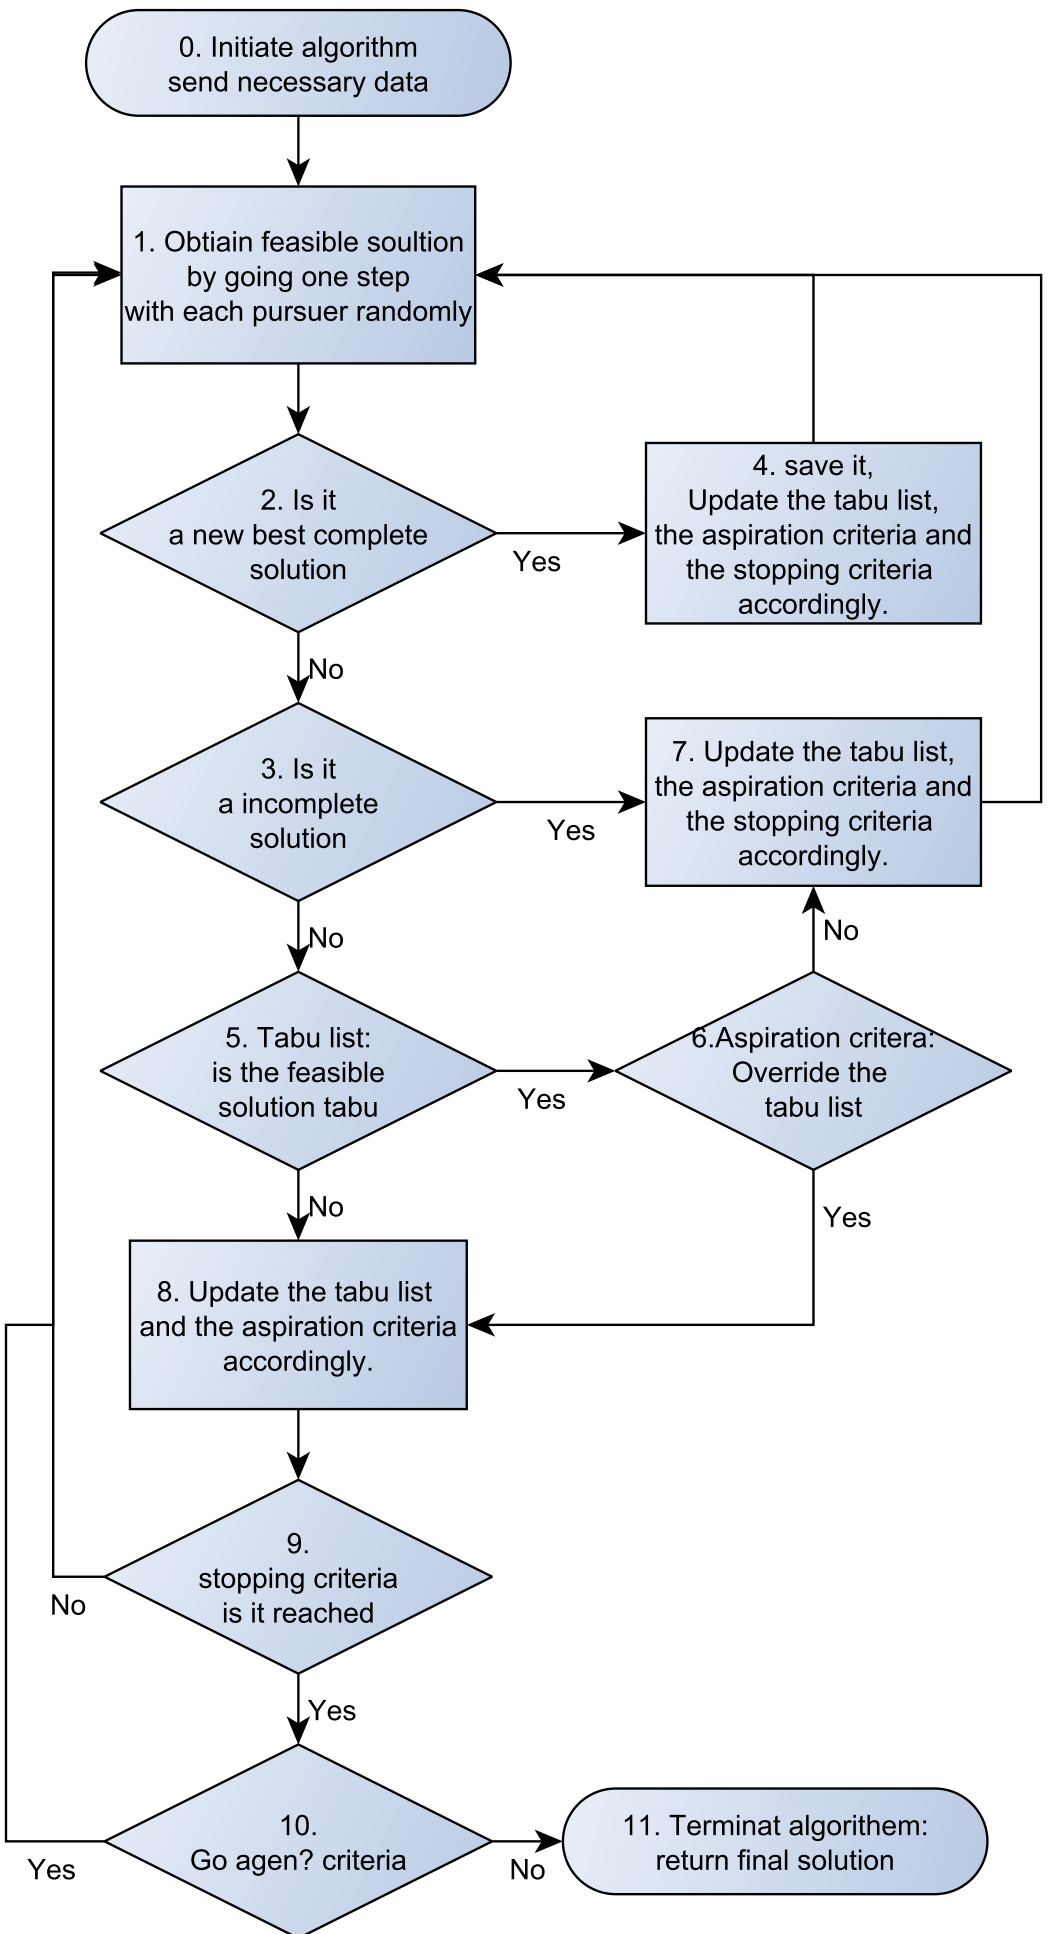 0. Initiate algorithm
send necessary data
1. Obtiain feasible soultion
by going one step
with each pursuer randomly
2. Is it
a new best complete
solution
Yes
4. save it,
Update the tabu list,
the aspiration criteria and
the stopping criteria
accordingly.
No
3. Is it
a incomplete
solution
Yes
7. Update the tabu list,
the aspiration criteria and
the stopping criteria
accordingly.
No
No
5. Tabu list:
is the feasible
solution tabu
Yes
6.Aspiration critera:
Override the
tabu list
No
Yes
8. Update the tabu list
and the aspiration criteria
accordingly.
9.
stopping criteria
is it reached
No
Yes
10.
Go agen? criteria
Yes
No
11. Terminat algorithem:
return final solution